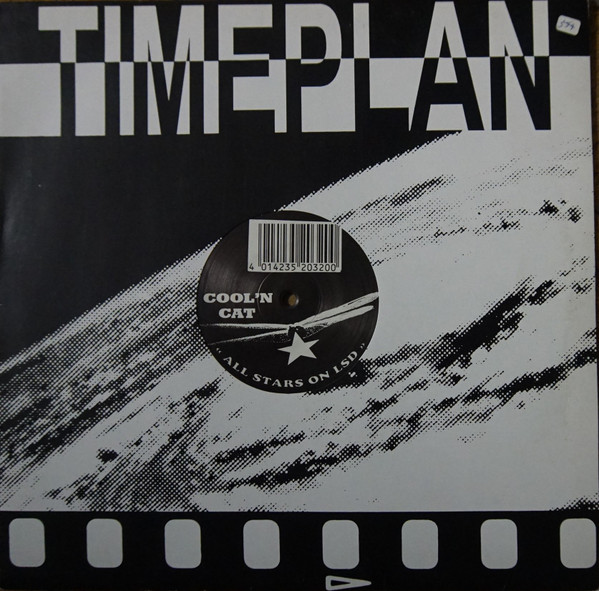 TIMEPLAN
4 014235 203200
COOL'N
CAT
"ALL STARS ON LSD"